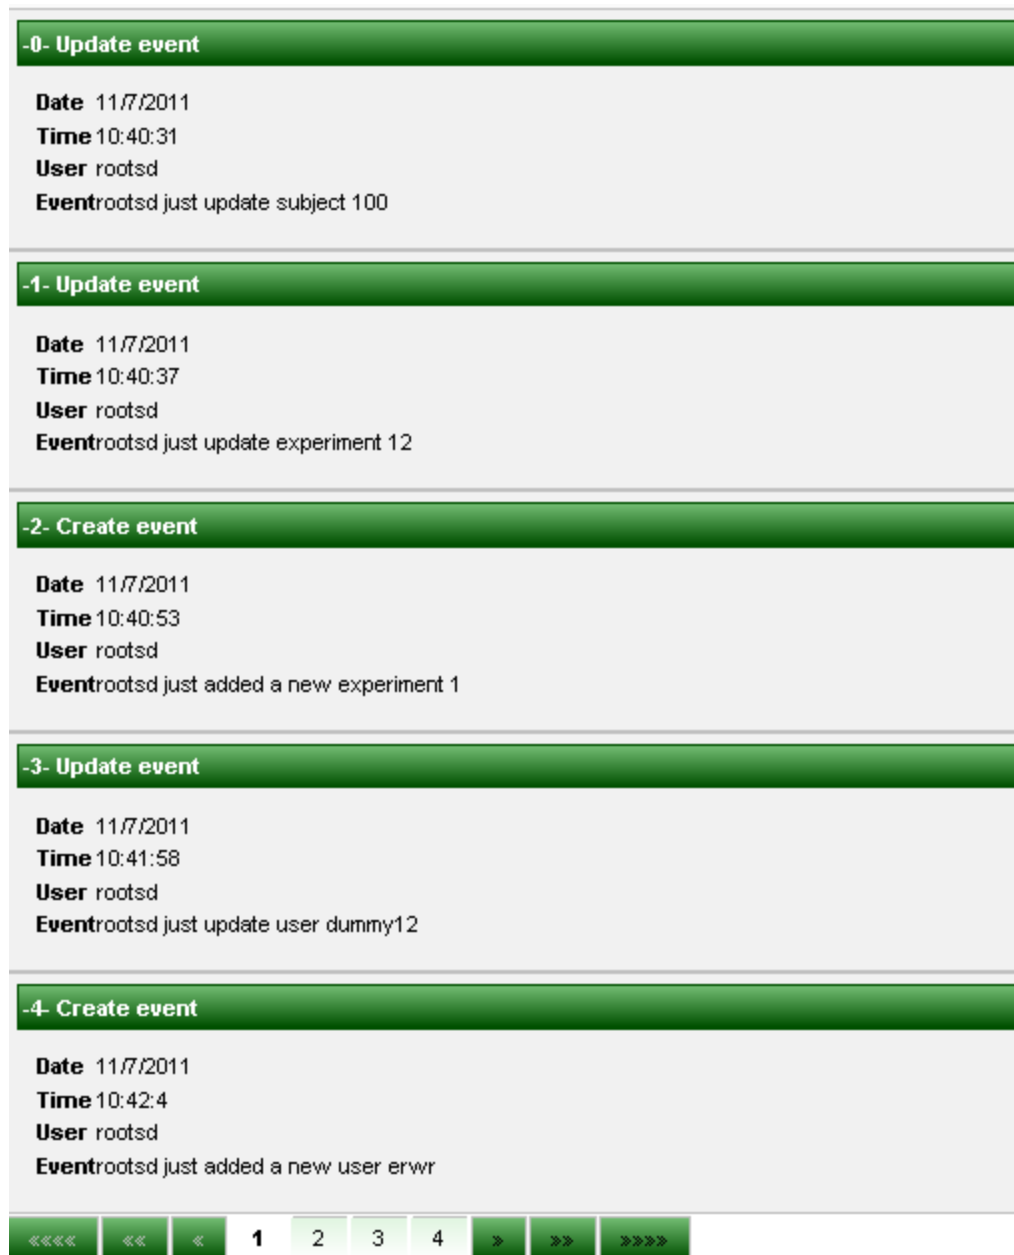 -0- Update event
Date 11/7/2011
Time 10:40:31
User rootsd
Eventrootsd just update subject 100
-1- Update event
Date 11/7/2011
Time 10:40:37
User rootsd
Eventrootsd just update experiment 12
-2- Create event
Date 11/7/2011
Time 10:40:53
User rootsd
Eventrootsd just added a new experiment 1
-3- Update event
Date 11/7/2011
Time 10:41:58
User rootsd
Eventrootsd just update user dummy12
-4- Create event
Date 11/7/2011
Time 10:42:4
User rootsd
Eventrootsd just added a new user erwr
«««« «« « 1 2 3 4 » »» »»»»